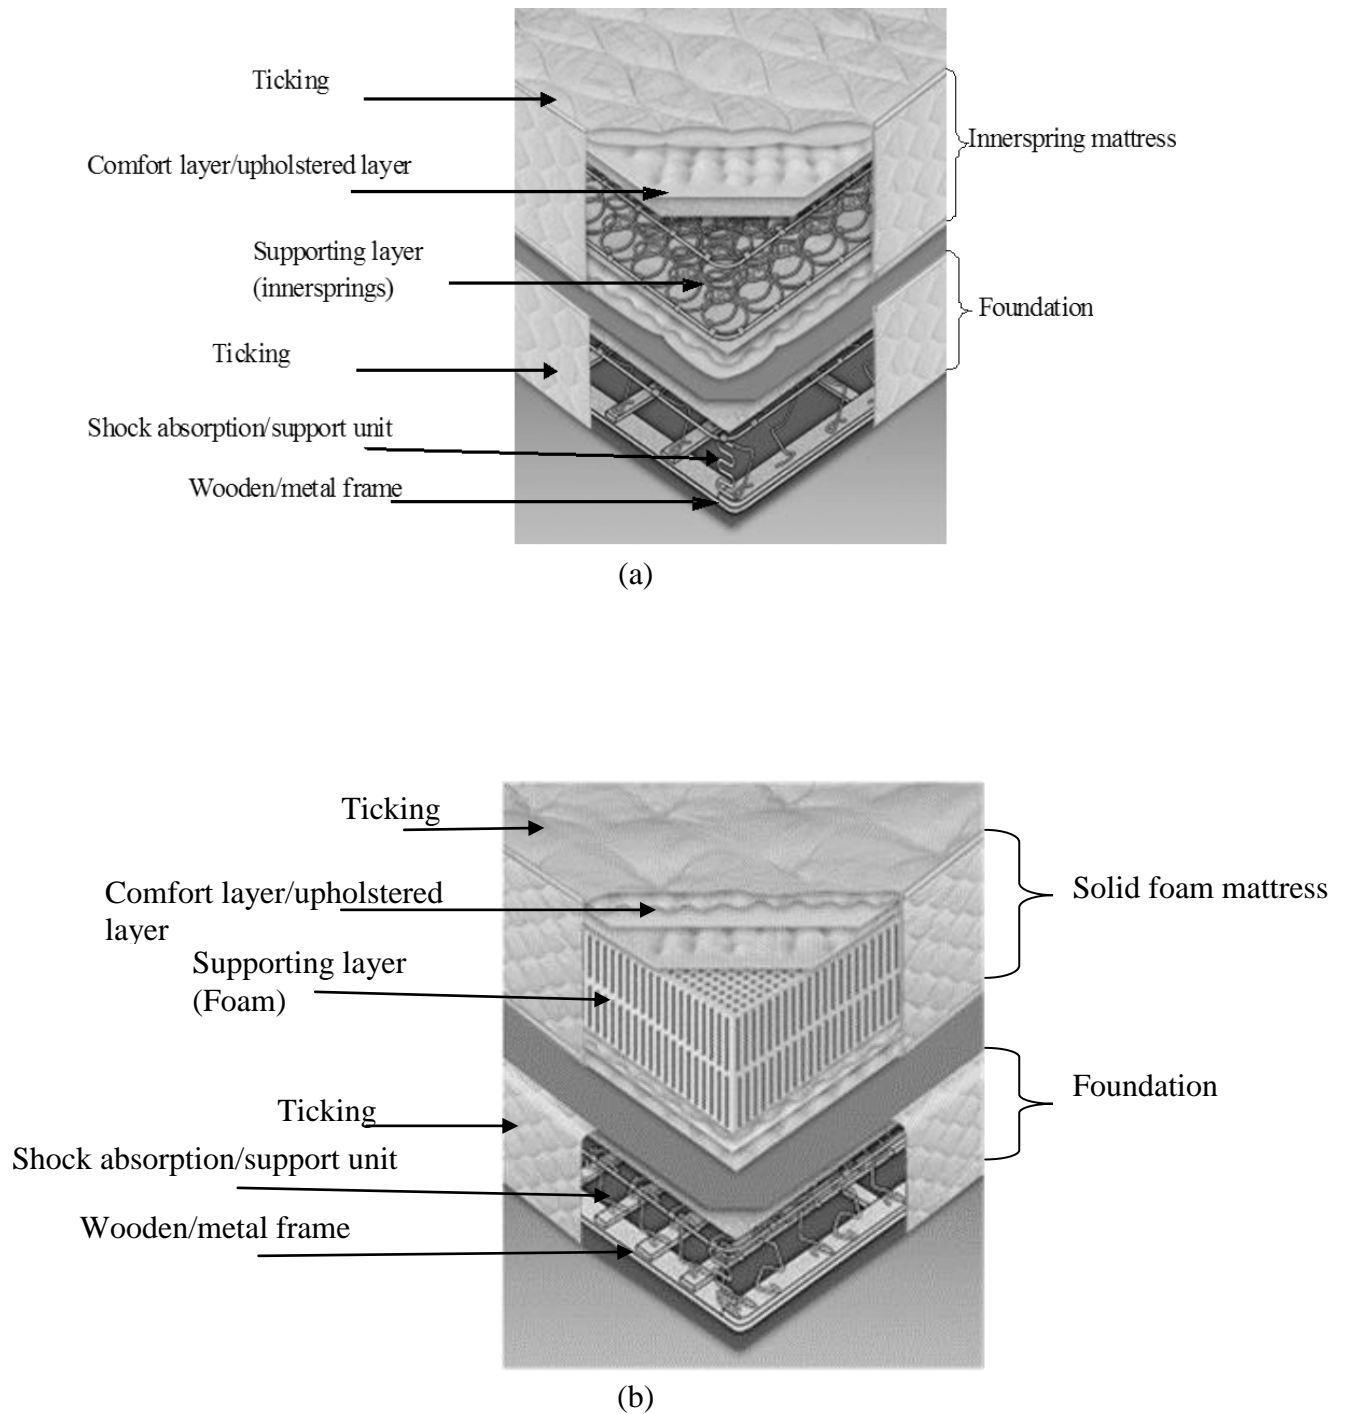 Ticking
Innerspring mattress
Comfort layer/upholstered layer
Supporting layer
(innersprings)
Foundation
Ticking
Shock absorption/support unit
Wooden/metal frame
(a)
Ticking
Comfort layer/upholstered
layer
Solid foam mattress
Supporting layer
(Foam)
Foundation
Ticking
Shock absorption/support unit
Wooden/metal frame
(b)